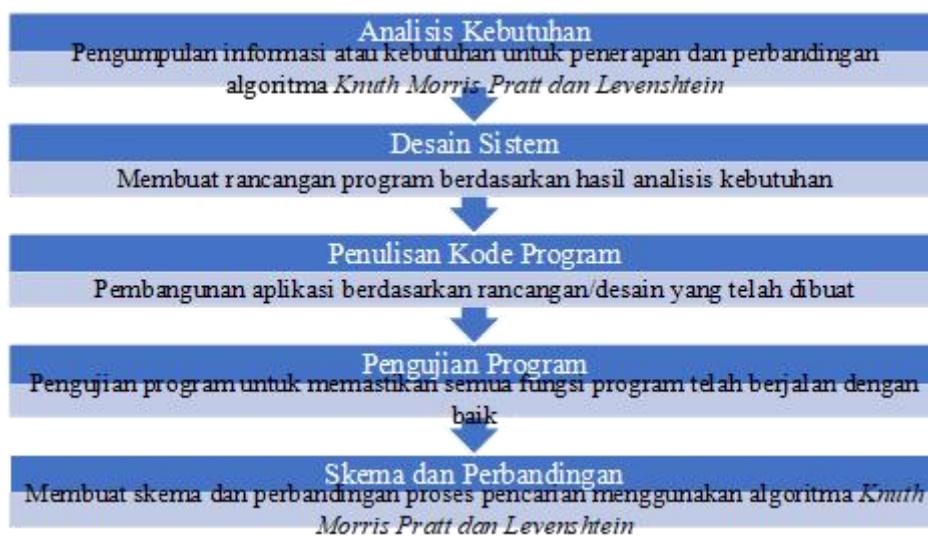 Analisis Kebutuhan
Pengumpulan informasi atau kebutuhan untuk penerapan dan perbandingan
algoritma Knuth Morris Pratt dan Levenshtein
Desain Sistem
Membuat rancangan program berdasarkan hasil analisis kebutuhan
Penulisan Kode Program
Pembangunan aplikasi berdasarkan rancangan/desain yang telah dibuat
Pengujian Program
Pengujian program untuk memastikan semua fungsi program telah berjalan dengan
baik
Skema dan Perbandingan
Membuat skema dan perbandingan proses pencarian menggunakan algoritma Knuth
Morris Pratt dan Levenshtein